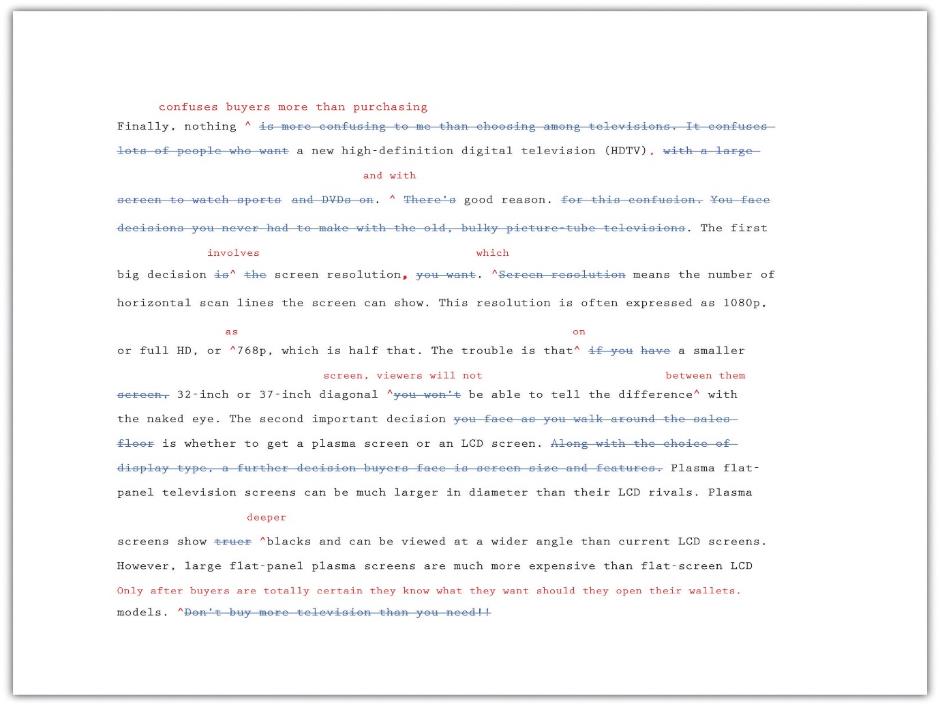 confuses buyers more than purchasing
Finally, nothing ^ is more confusing to me than choosing among televisions. It confuses
lots of people who want a new high-definition digital television (HDTV), with a large
and with
screen to watch sports and DVDs on. ^ There's good reason. for this confusion. You face
decisions you never had to make with the old, bulky picture-tube televisions. The first
involves which
big decision is^ the screen resolution, you want. ^Screen resolution means the number of
horizontal scan lines the screen can show. This resolution is often expressed as 1080p,
as on
or full HD, or ^768p, which is half that. The trouble is that^ if you have a smaller
screen, viewers will not between them
screen, 32-inch or 37-inch diagonal ^you won't be able to tell the difference^ with
the naked eye. The second important decision you face as you walk around the sales
floor is whether to get a plasma screen or an LCD screen. Along with the choice of
display type, a further decision buyers face is screen size and features. Plasma flat-
panel television screens can be much larger in diameter than their LCD rivals. Plasma
deeper
screens show truer ^blacks and can be viewed at a wider angle than current LCD screens.
However, large flat-panel plasma screens are much more expensive than flat-screen LCD
Only after buyers are totally certain they know what they want should they open their wallets.
models. ^Don't buy more television than you need!!